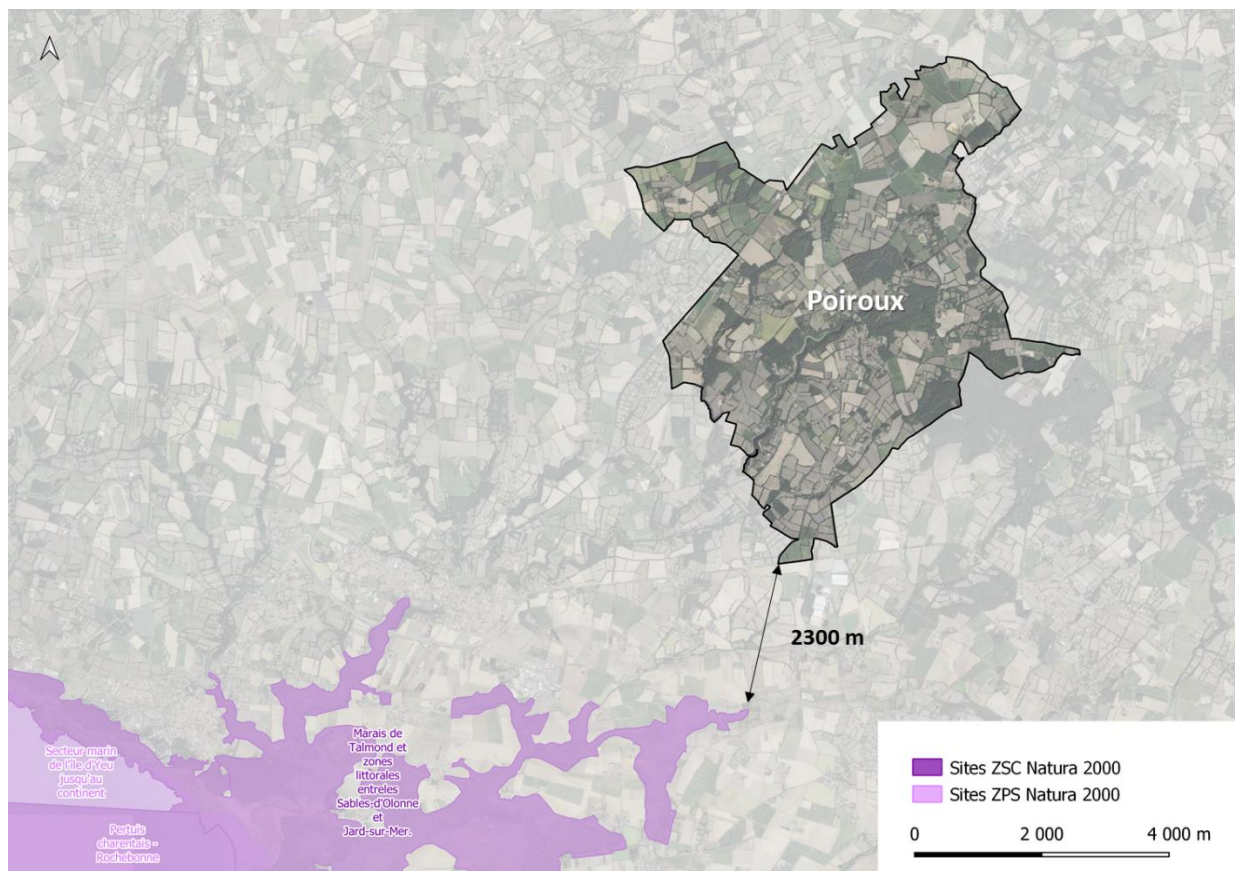 Poiroux
2300 m
Marais de
Talmond et
zones
littorales
entreles
Sables-d'Olonne
et
Jard-sur-Mer.
Secteur marin
de l'île d'Yeu
jusqu'au
continent
Pertuis
charentais -
Rochebonne
Sites ZSC Natura 2000
Sites ZPS Natura 2000
0 2 000 4 000 m